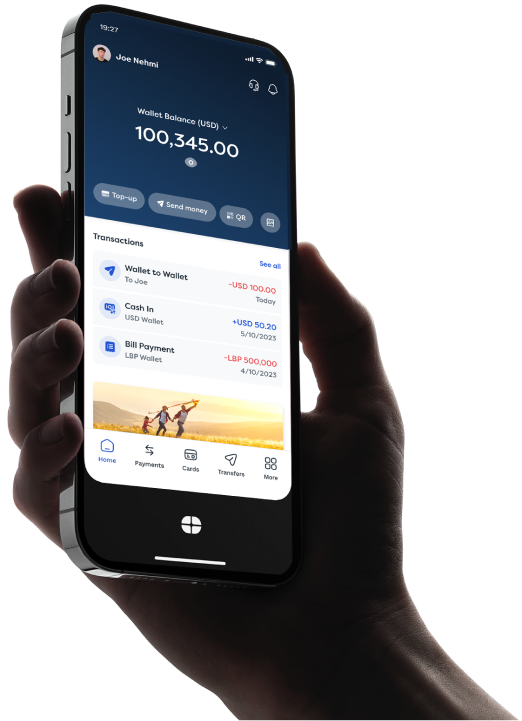 19:27
Joe Nehmi
Wallet Balance (USD)
100,345.00
Top-up
Send money
QR
Transactions
See all
Wallet to Wallet
-USD 100.00
To Joe
Today
Cash In
+USD 50.20
USD Wallet
5/10/2023
Bill Payment
-LBP 500,000
LBP Wallet
4/10/2023
Home
Payments
Cards
Transfers
More